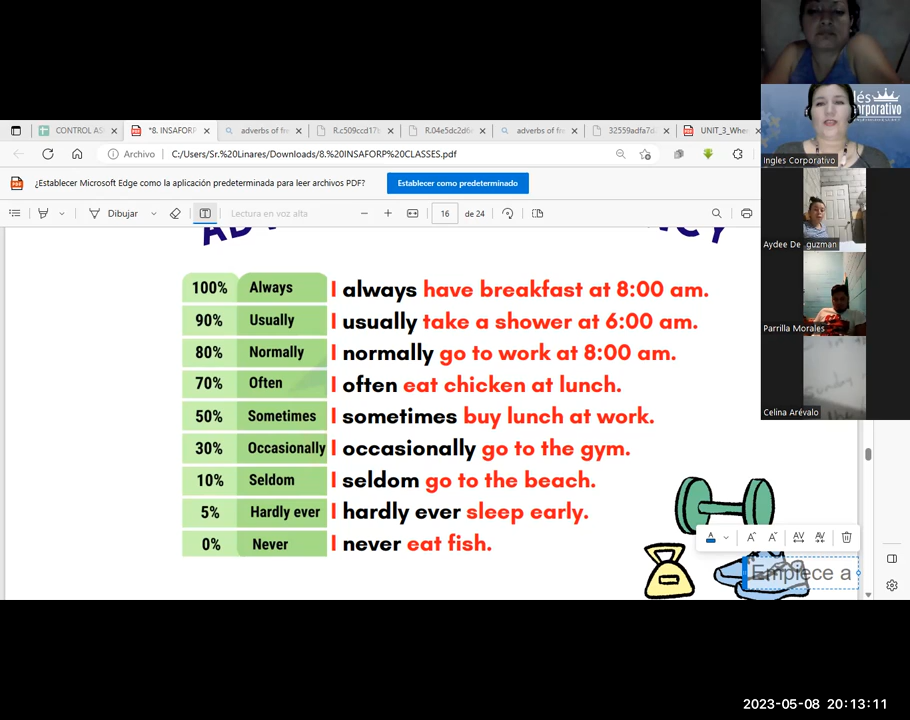 CONTROL AS
*8. INSAFORP
adverbs of fre
R.c509ccd17b
R.04e5dc2d6
adverbs of fre
32559adfa7d
UNIT_3_Whe
Archivo
C:/Users/Sr.%20Linares/Downloads/8.%20INSAFORP%20CLASSES.pdf
¿Establecer Microsoft Edge como la aplicación predeterminada para leer archivos PDF?
Establecer como predeterminado
Dibujar
Lectura en voz alta
16
de 24
100% Always I always have breakfast at 8:00 am.
90% Usually I usually take a shower at 6:00 am.
80% Normally I normally go to work at 8:00 am.
70% Often I often eat chicken at lunch.
50% Sometimes I sometimes buy lunch at work.
30% Occasionally I occasionally go to the gym.
10% Seldom I seldom go to the beach.
5% Hardly ever I hardly ever sleep early.
0% Never I never eat fish.
Empiece a
Ingles Corporativo
Aydee De guzman
Parrilla Morales
Celina Arévalo
2023-05-08 20:13:11